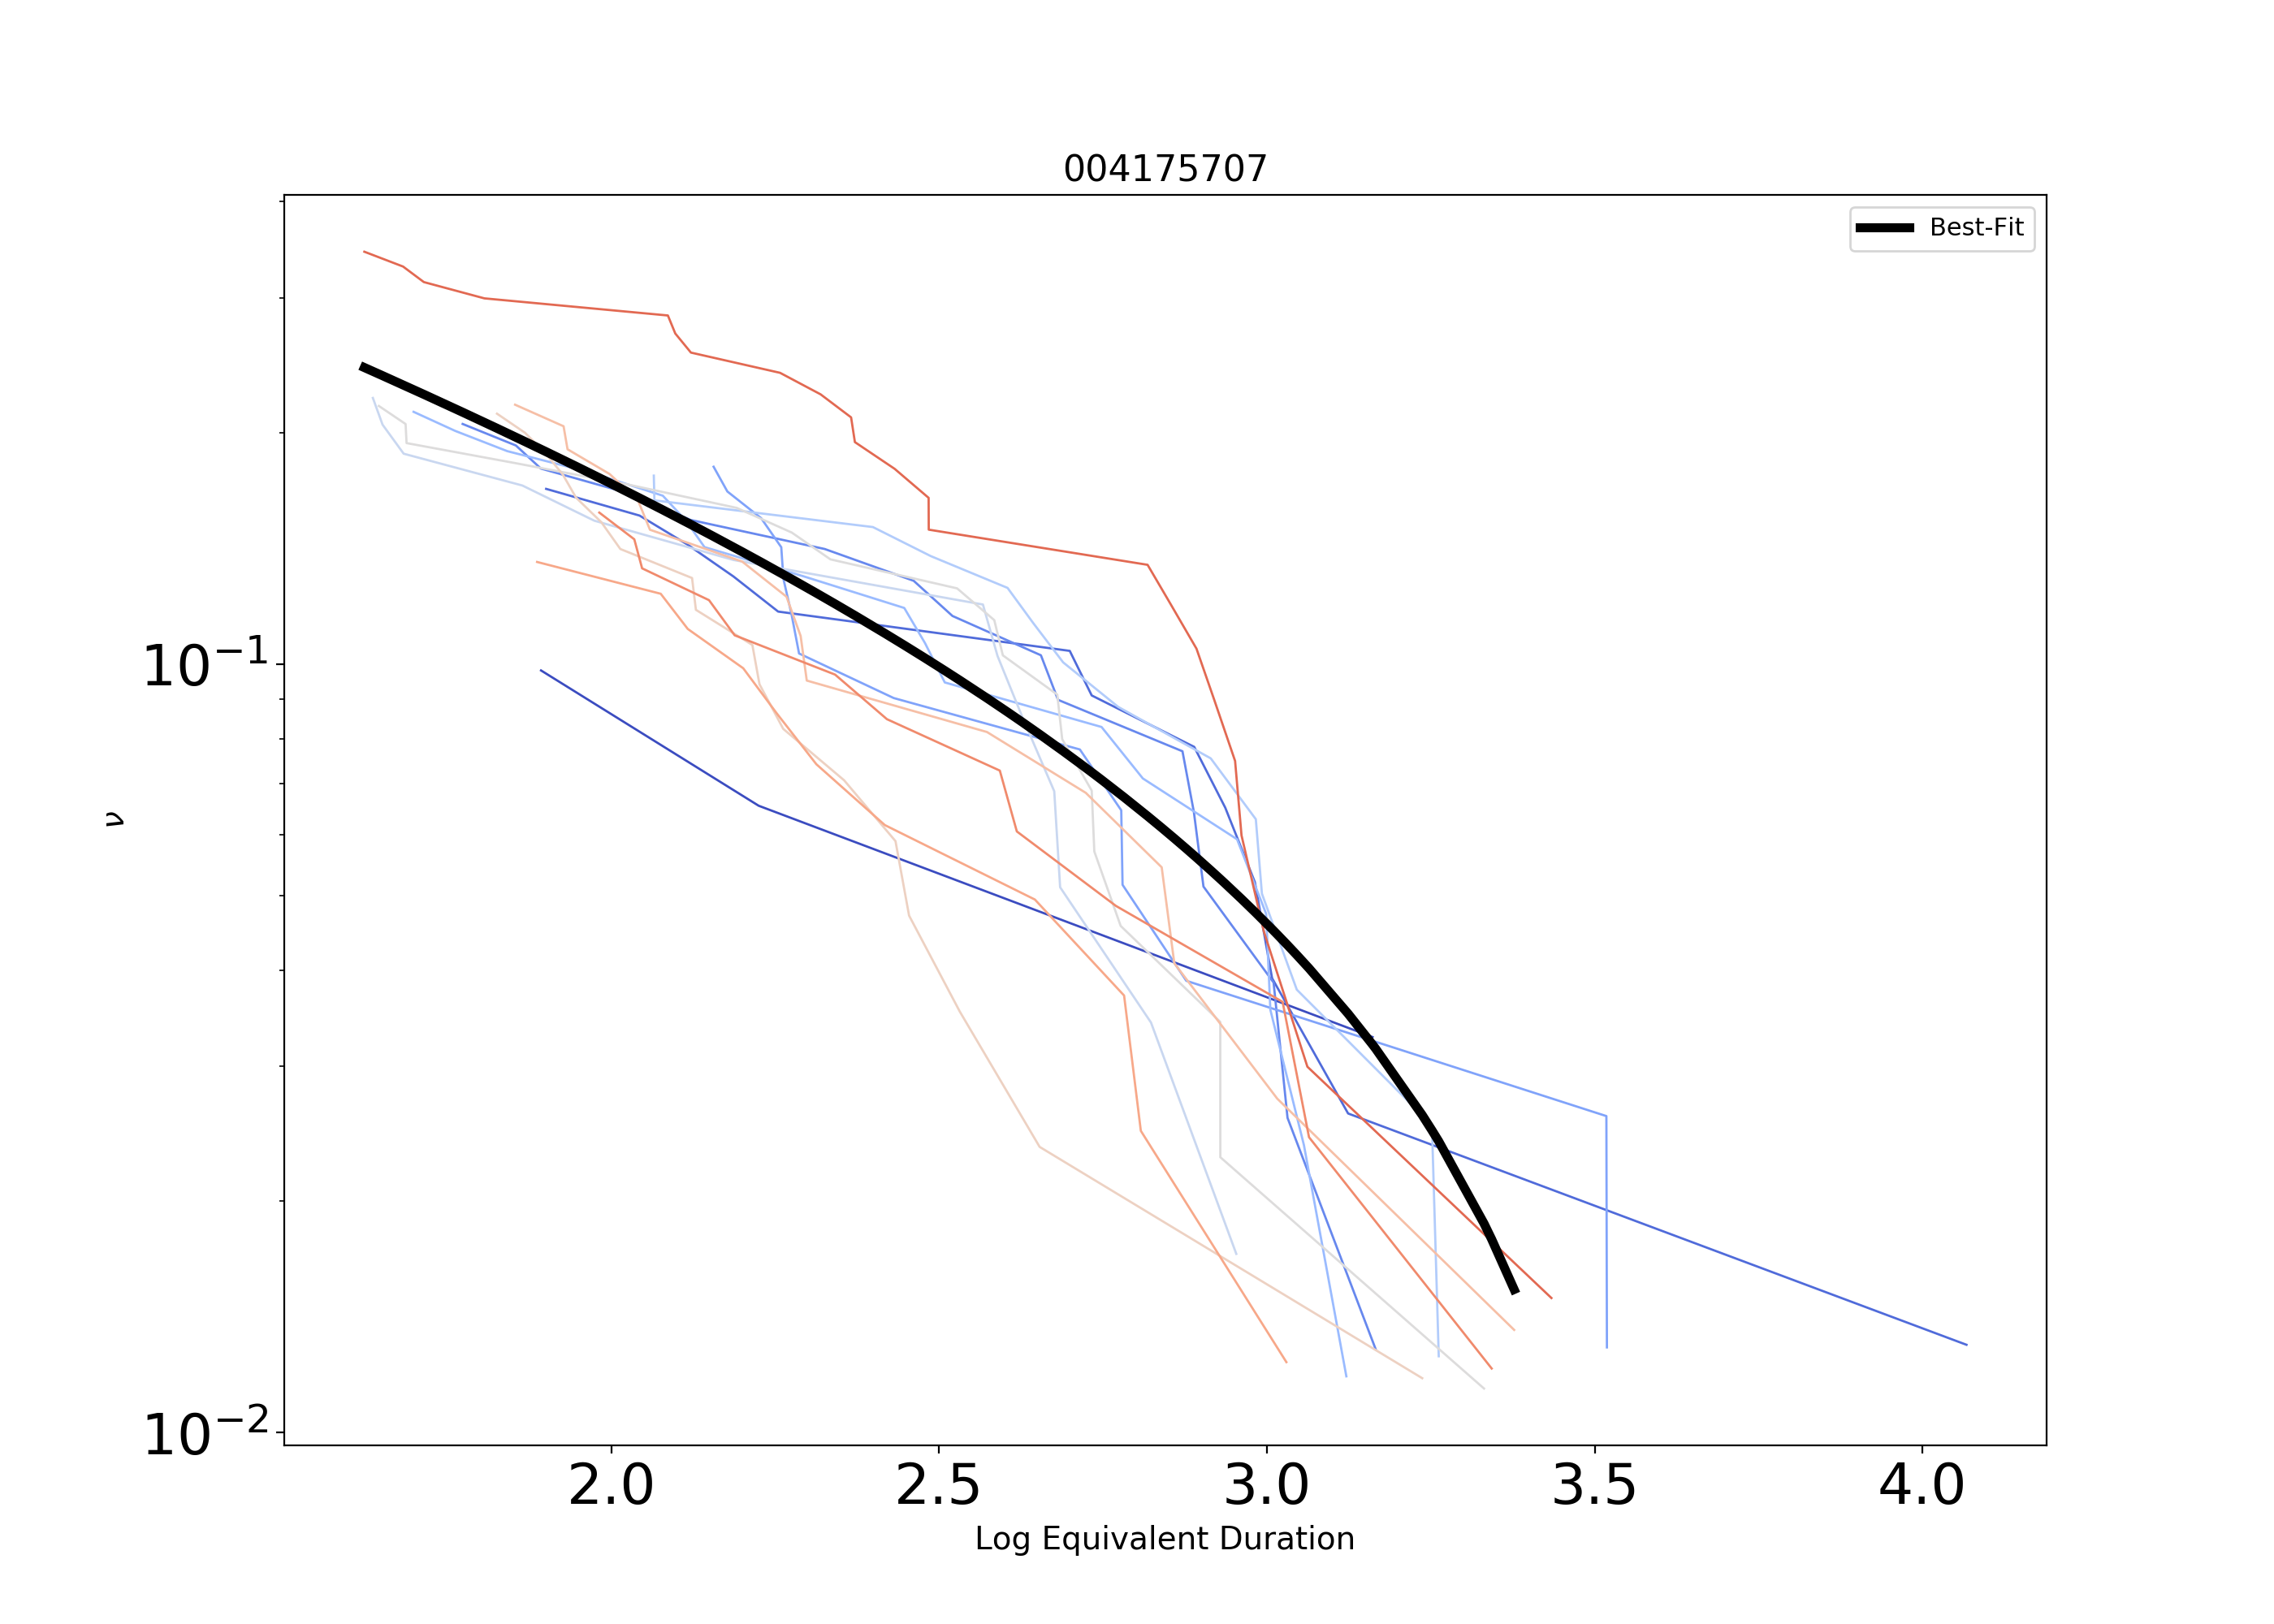 004175707
Best-Fit
10⁻¹
ν
10⁻²
2.0 2.5 3.0 3.5 4.0
Log Equivalent Duration